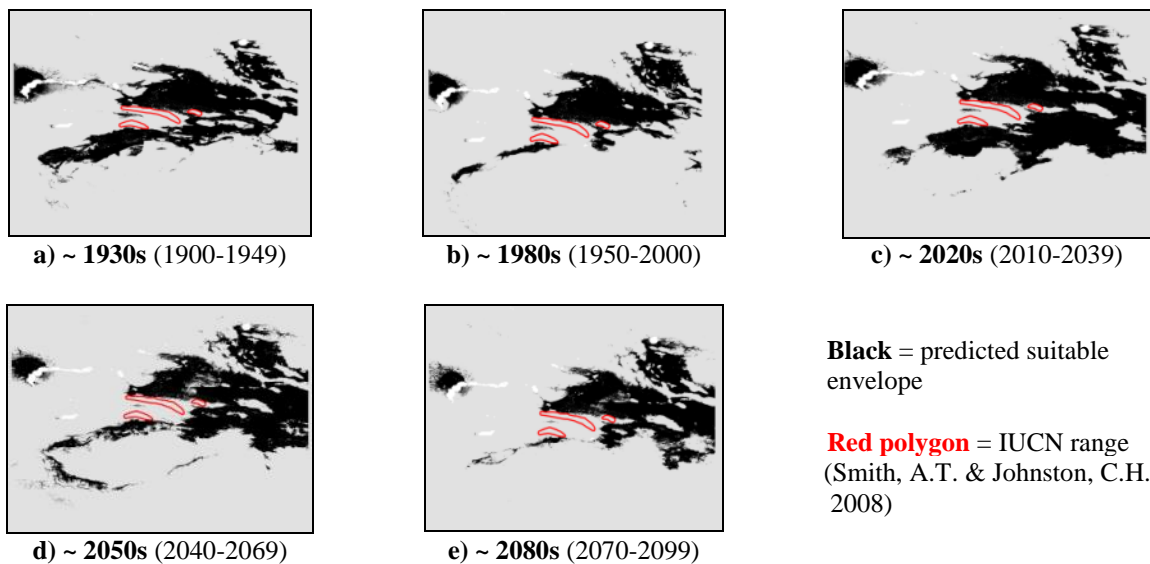 a) ~ 1930s (1900-1949)
b) ~ 1980s (1950-2000)
c) ~ 2020s (2010-2039)
d) ~ 2050s (2040-2069)
e) ~ 2080s (2070-2099)
Black = predicted suitable
envelope
Red polygon = IUCN range
(Smith, A.T. & Johnston, C.H.
2008)